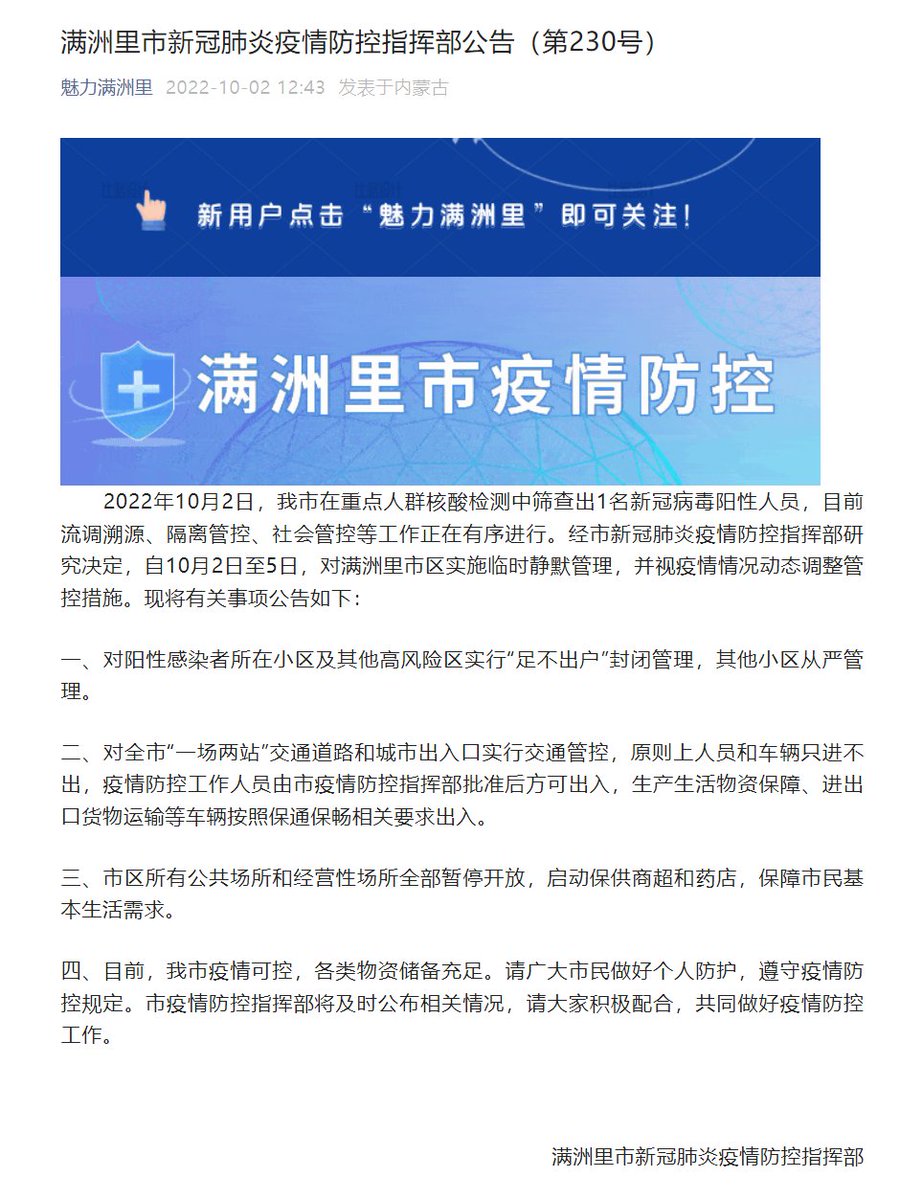 满洲里市新冠肺炎疫情防控指挥部公告（第230号）
魅力满洲里 2022-10-02 12:43 发表于内蒙古
新用户点击“魅力满洲里”即可关注！
满洲里市疫情防控
2022年10月2日，我市在重点人群核酸检测中筛查出1名新冠病毒阳性人员，目前
流调溯源、隔离管控、社会管控等工作正在有序进行。经市新冠肺炎疫情防控指挥部研
究决定，自10月2日至5日，对满洲里市区实施临时静默管理，并视疫情情况动态调整管
控措施。现将有关事项公告如下：
一、对阳性感染者所在小区及其他高风险区实行“足不出户”封闭管理，其他小区从严管
理。
二、对全市“一场两站”交通道路和城市出入口实行交通管控，原则上人员和车辆只进不
出，疫情防控工作人员由市疫情防控指挥部批准后方可出入，生产生活物资保障、进出
口货物运输等车辆按照保通保畅相关要求出入。
三、市区所有公共场所和经营性场所全部暂停开放，启动保供商超和药店，保障市民基
本生活需求。
四、目前，我市疫情可控，各类物资储备充足。请广大市民做好个人防护，遵守疫情防
控规定。市疫情防控指挥部将及时公布相关情况，请大家积极配合，共同做好疫情防控
工作。
满洲里市新冠肺炎疫情防控指挥部